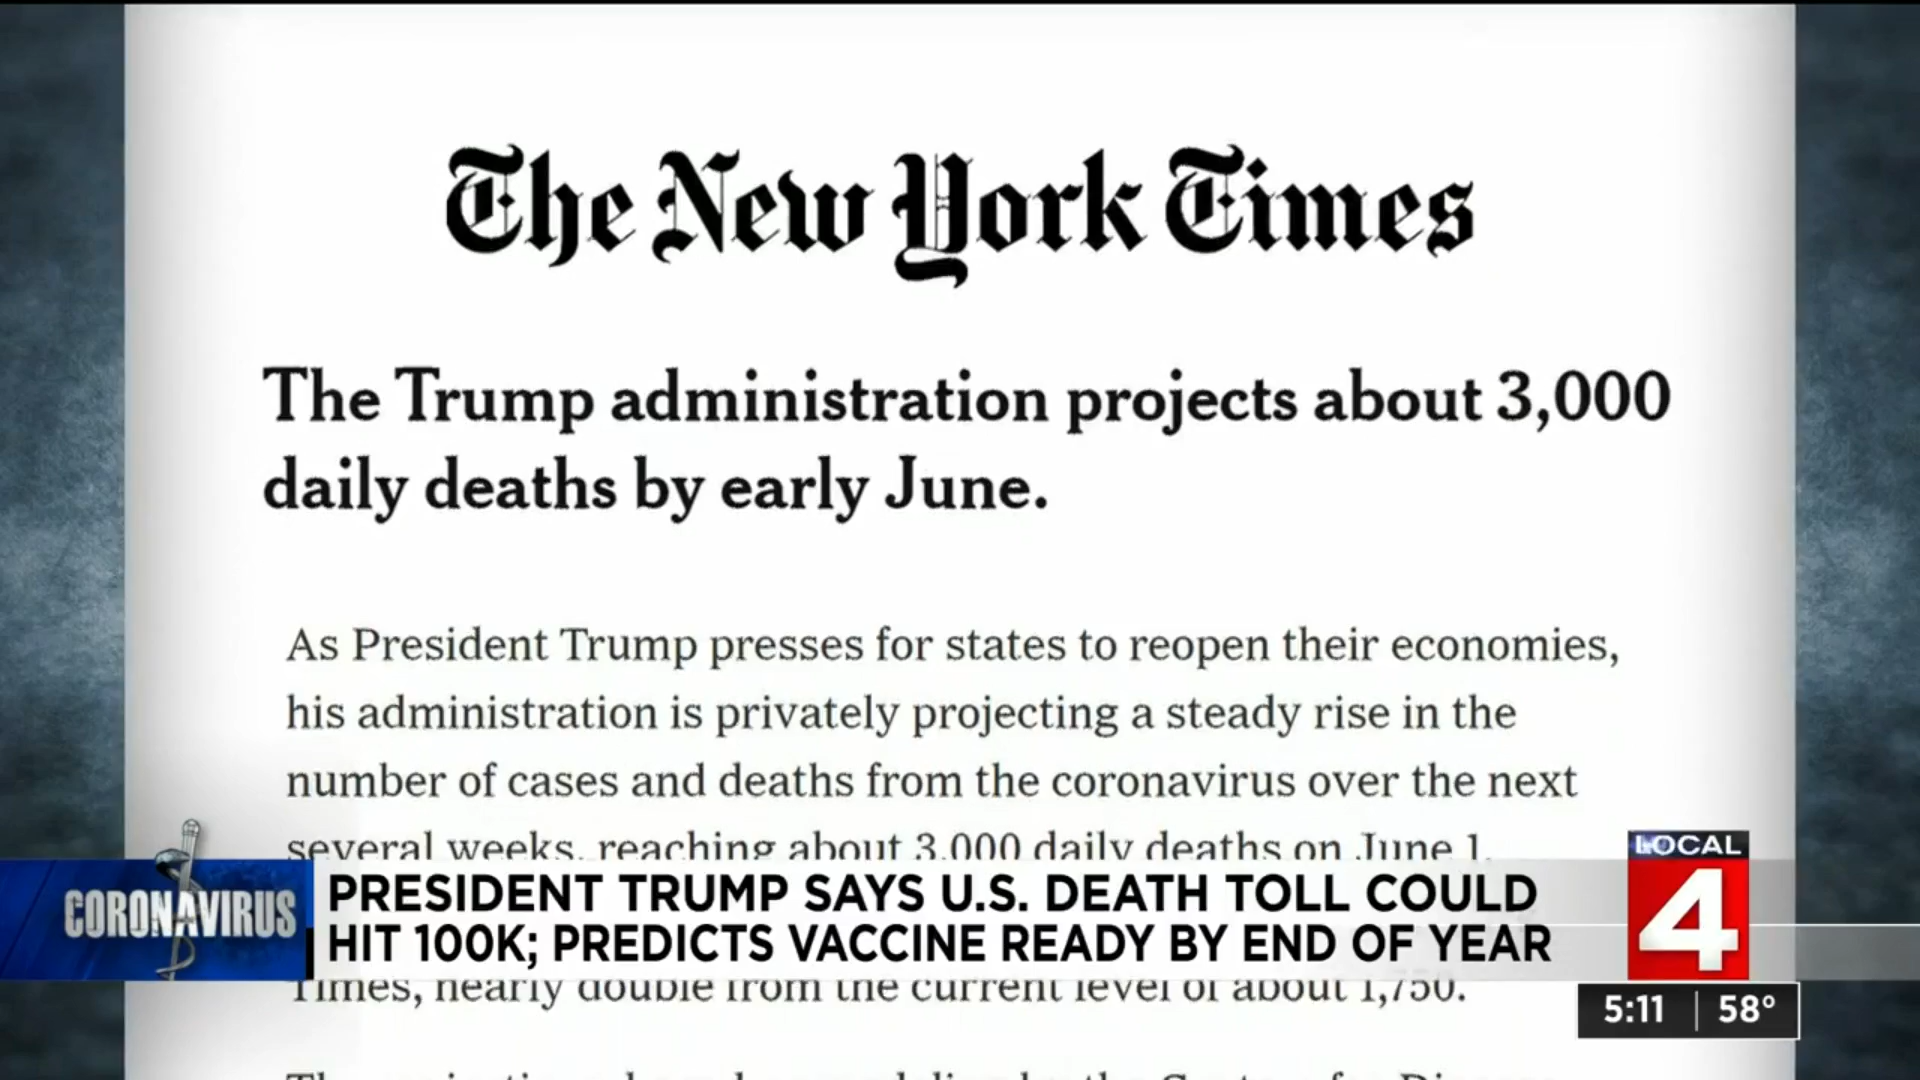 The New York Times
The Trump administration projects about 3,000
daily deaths by early June.
As President Trump presses for states to reopen their economies,
his administration is privately projecting a steady rise in the
number of cases and deaths from the coronavirus over the next
several weeks, reaching about 3,000 daily deaths on June 1,
CORONAVIRUS
PRESIDENT TRUMP SAYS U.S. DEATH TOLL COULD
HIT 100K; PREDICTS VACCINE READY BY END OF YEAR
LOCAL
4
Times, nearly double from the current level of about 1,750.
5:11 58°